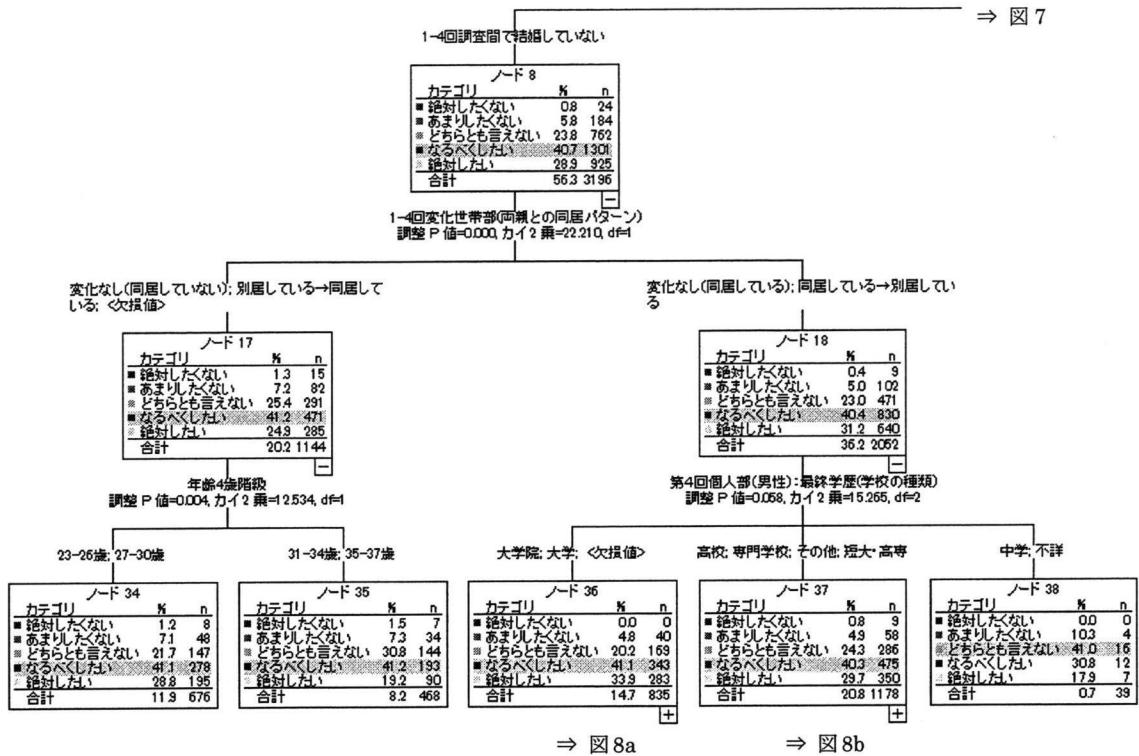 ⇒ 図7
1-4回調査間で結婚していない
ノード 8
カテゴリ % n
絶対したくない 0.8 24
あまりしたくない 5.8 184
どちらとも言えない 23.8 762
なるべくしたい 40.7 1301
絶対したい 28.9 925
合計 56.3 3196
1-4回変化世帯部(両親との同居パターン)
調整 P 値=0.000, カイ2 乗=22.210, df=1
変化なし(同居していない); 別居している→同居して
いる; <欠損値>
変化なし(同居している); 同居している→別居してい
る
ノード 17
カテゴリ % n
絶対したくない 1.3 15
あまりしたくない 7.2 82
どちらとも言えない 25.4 291
なるべくしたい 41.2 471
絶対したい 24.9 285
合計 20.2 1144
ノード 18
カテゴリ % n
絶対したくない 0.4 9
あまりしたくない 5.0 102
どちらとも言えない 23.0 471
なるべくしたい 40.4 830
絶対したい 31.2 640
合計 36.2 2052
年齢4歳階級
調整 P 値=0.004, カイ2 乗=12.534, df=1
第4回個人部(男性):最終学歴(学校の種類)
調整 P 値=0.058, カイ2 乗=15.265, df=2
23-26歳; 27-30歳
31-34歳; 35-37歳
大学院; 大学; <欠損値>
高校; 専門学校; その他; 短大・高専
中学; 不詳
ノード 34
カテゴリ % n
絶対したくない 1.2 8
あまりしたくない 7.1 48
どちらとも言えない 21.7 147
なるべくしたい 41.1 278
絶対したい 28.8 195
合計 11.9 676
ノード 35
カテゴリ % n
絶対したくない 1.5 7
あまりしたくない 7.3 34
どちらとも言えない 30.8 144
なるべくしたい 41.2 193
絶対したい 19.2 90
合計 8.2 468
ノード 36
カテゴリ % n
絶対したくない 0.0 0
あまりしたくない 4.8 40
どちらとも言えない 20.2 169
なるべくしたい 41.1 343
絶対したい 33.9 283
合計 14.7 835
ノード 37
カテゴリ % n
絶対したくない 0.8 9
あまりしたくない 4.9 58
どちらとも言えない 24.3 286
なるべくしたい 40.3 475
絶対したい 29.7 350
合計 20.8 1178
ノード 38
カテゴリ % n
絶対したくない 0.0 0
あまりしたくない 10.3 4
どちらとも言えない 41.0 16
なるべくしたい 30.8 12
絶対したい 17.9 7
合計 0.7 39
⇒ 図8a
⇒ 図8b